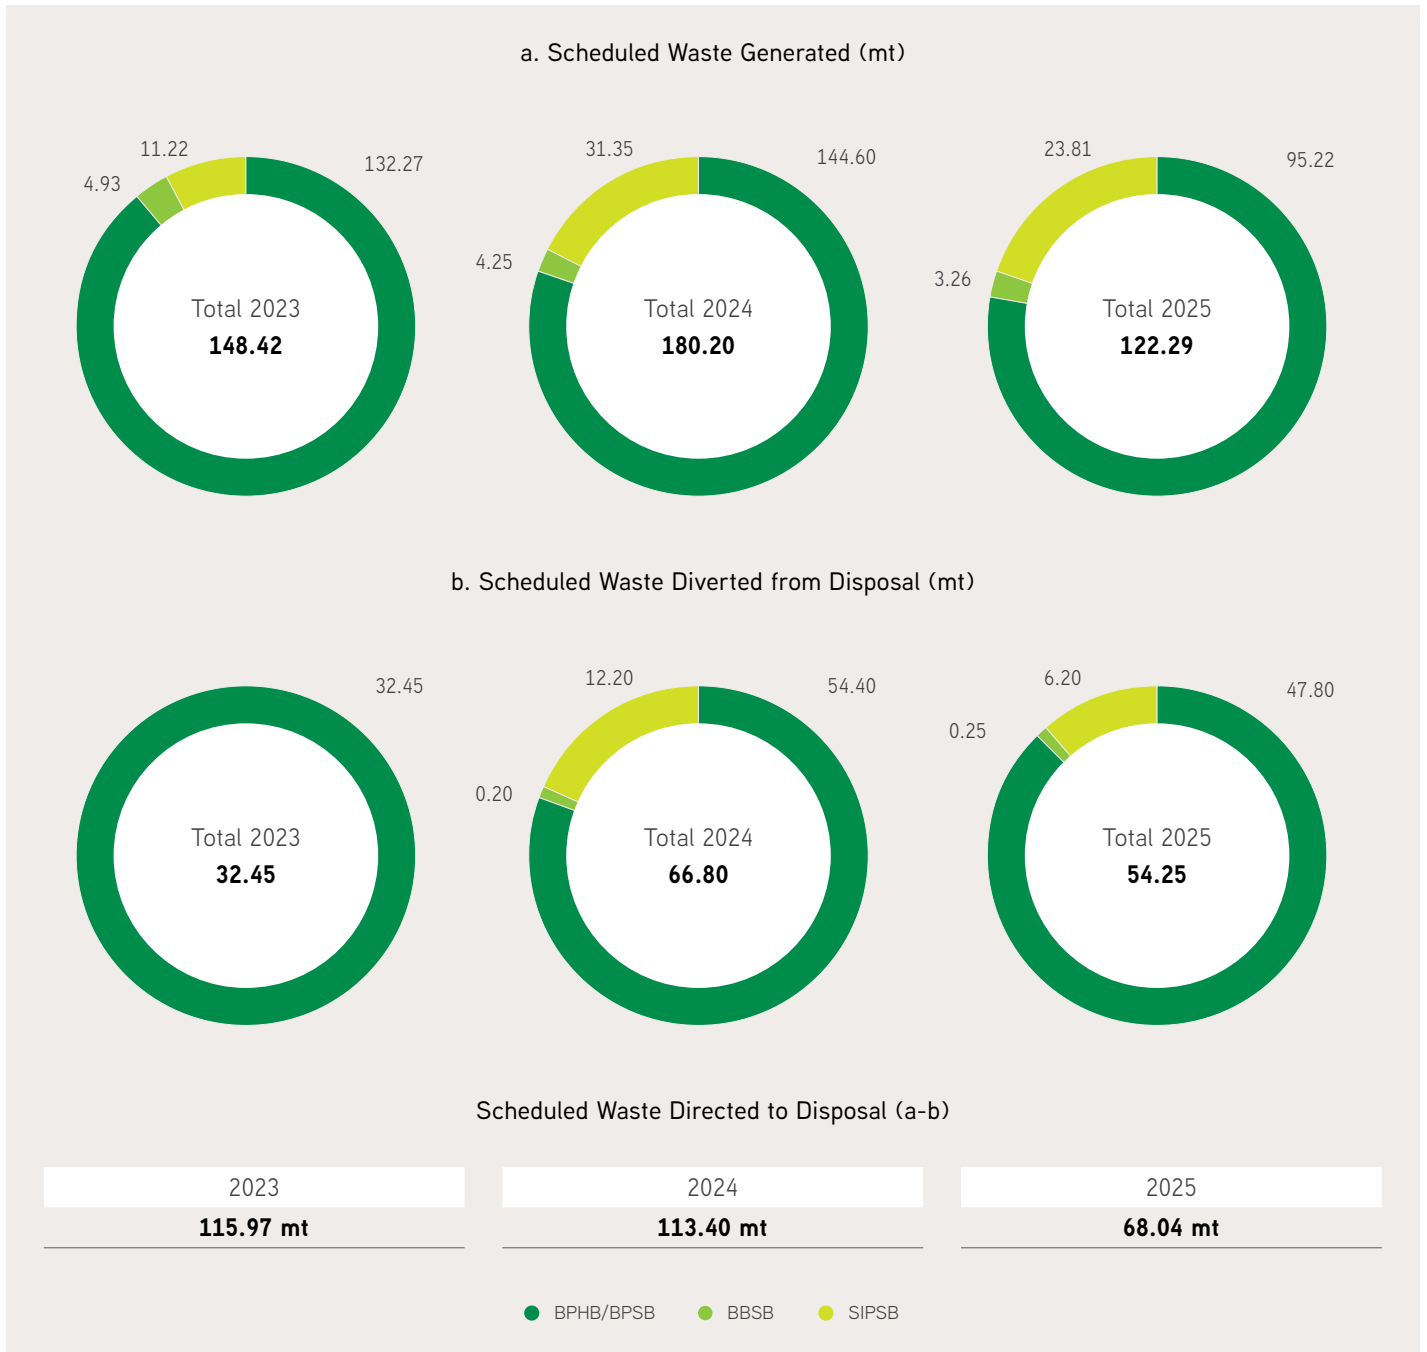 a. Scheduled Waste Generated (mt)
11.22
132.27
4.93
Total 2023
148.42
31.35
144.60
4.25
Total 2024
180.20
23.81
95.22
3.26
Total 2025
122.29
b. Scheduled Waste Diverted from Disposal (mt)
32.45
Total 2023
32.45
12.20
54.40
0.20
Total 2024
66.80
6.20
47.80
0.25
Total 2025
54.25
Scheduled Waste Directed to Disposal (a-b)
2023
115.97 mt
2024
113.40 mt
2025
68.04 mt
BPHB/BPSB
BBSB
SIPSB